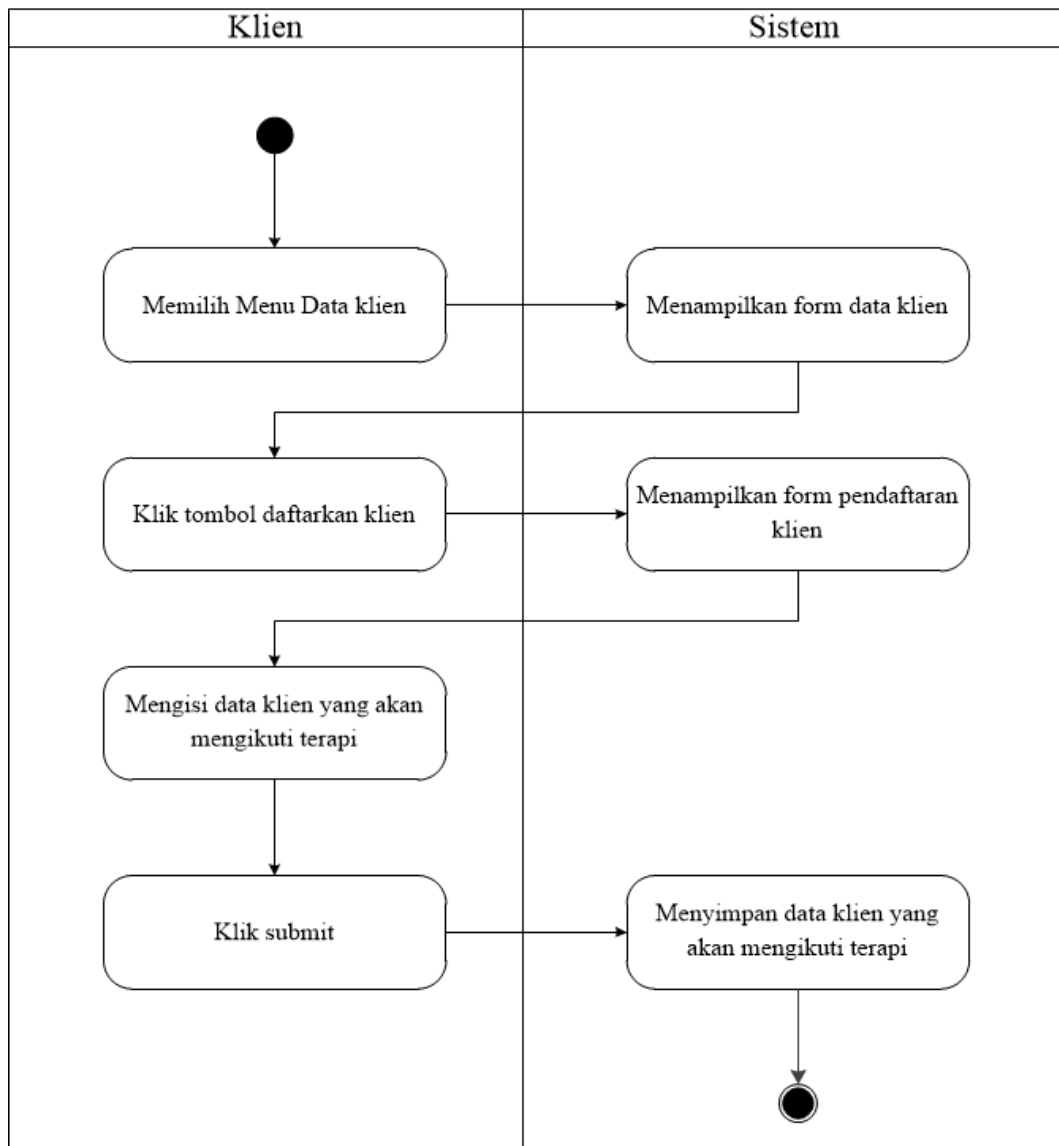 Klien
Sistem
Memilih Menu Data klien
Menampilkan form data klien
Klik tombol daftarkan klien
Menampilkan form pendaftaran
klien
Mengisi data klien yang akan
mengikuti terapi
Klik submit
Menyimpan data klien yang
akan mengikuti terapi